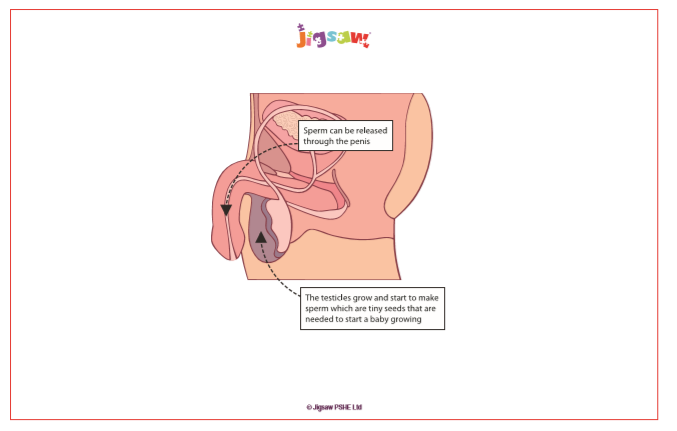 Jigsaw
Sperm can be released
through the penis
The testicles grow and start to make
sperm which are tiny seeds that are
needed to start a baby growing
© Jigsaw PSHE Ltd